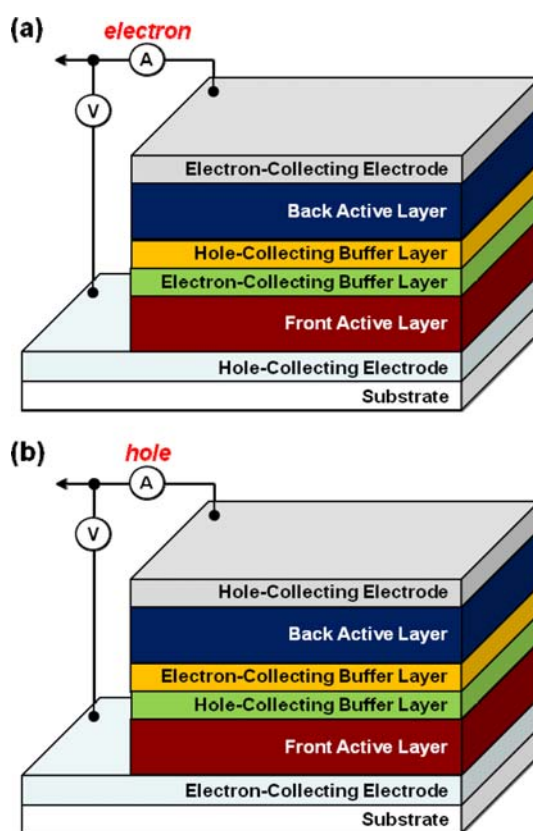 (a)
electron
A
V
Electron-Collecting Electrode
Back Active Layer
Hole-Collecting Buffer Layer
Electron-Collecting Buffer Layer
Front Active Layer
Hole-Collecting Electrode
Substrate
(b)
hole
A
V
Hole-Collecting Electrode
Back Active Layer
Electron-Collecting Buffer Layer
Hole-Collecting Buffer Layer
Front Active Layer
Electron-Collecting Electrode
Substrate